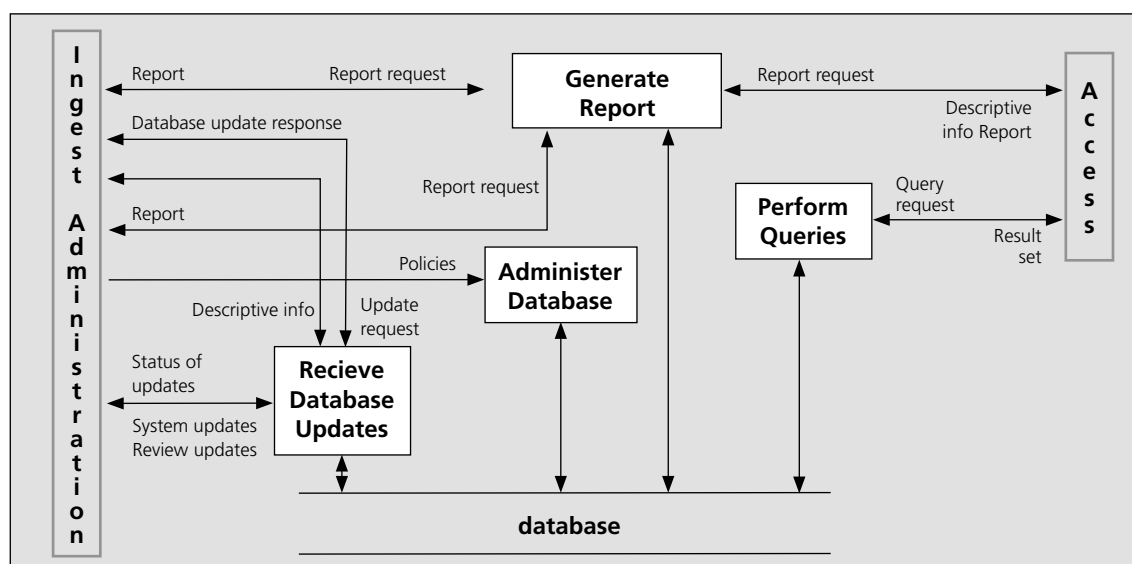 Ingest Administration
Report
Report request
Generate
Report
Report request
Access
Descriptive
info Report
Database update response
Report request
Query
request
Perform
Queries
Result
set
Report
Policies
Administer
Database
Descriptive info
Update
request
Status of
updates
Recieve
Database
Updates
System updates
Review updates
database